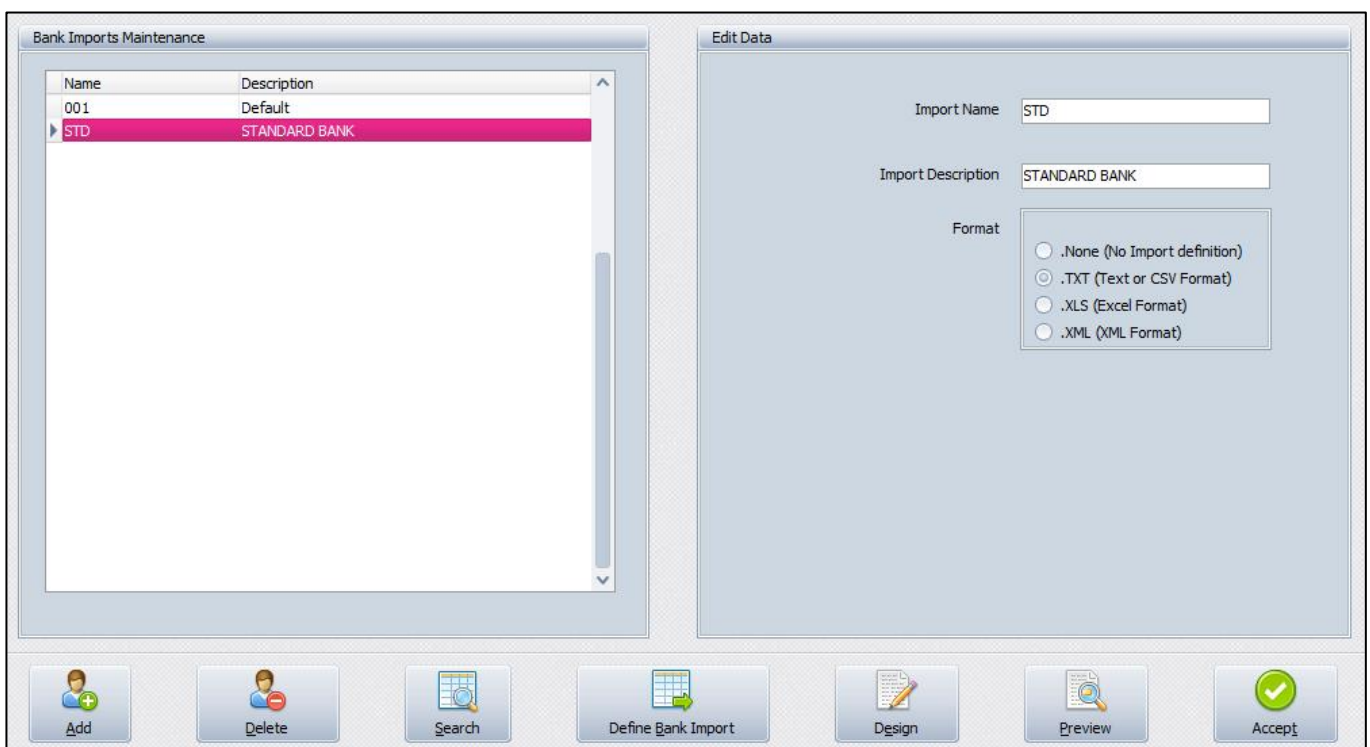 Bank Imports Maintenance
Name Description
001 Default
STD STANDARD BANK
Edit Data
Import Name STD
Import Description STANDARD BANK
Format
.None (No Import definition)
.TXT (Text or CSV Format)
.XLS (Excel Format)
.XML (XML Format)
Add Delete Search Define Bank Import Design Preview Accept